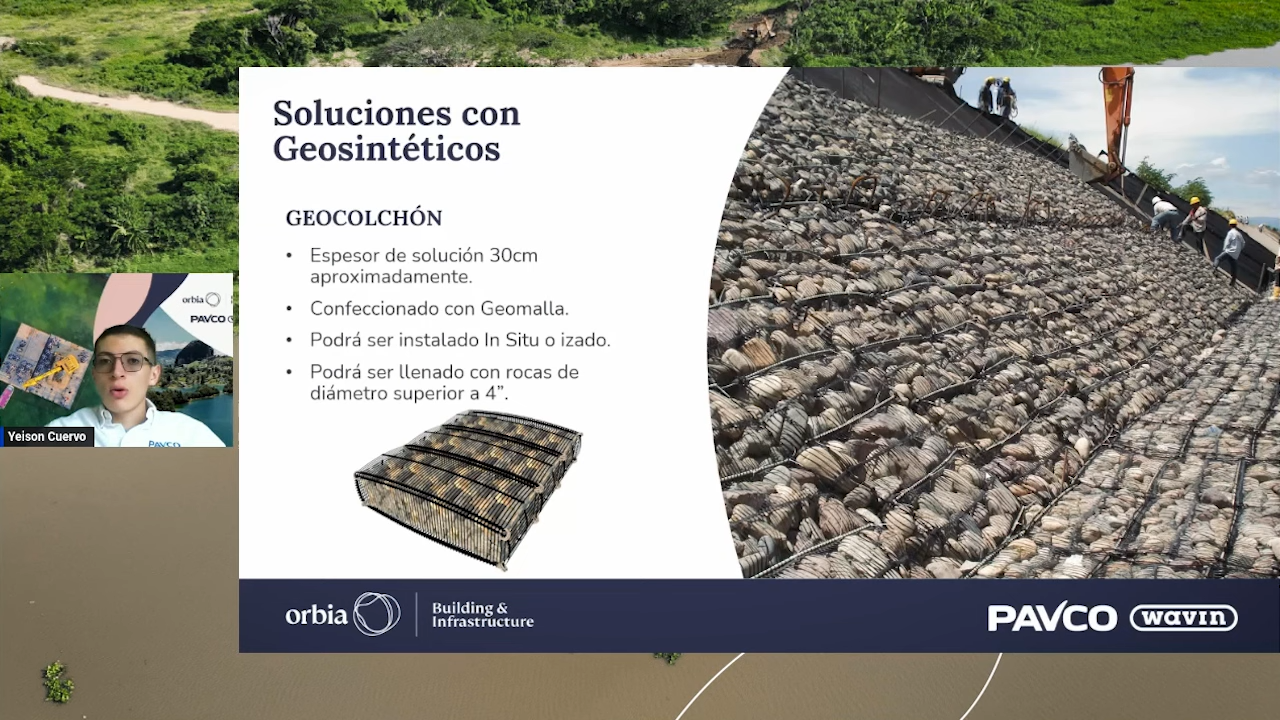 Soluciones con
Geosintéticos
GEOCOLCHÓN
• Espesor de solución 30cm
aproximadamente.
• Confeccionado con Geomalla.
• Podrá ser instalado In Situ o izado.
• Podrá ser llenado con rocas de
diámetro superior a 4”.
orbia
PAVCO
PAVCO
Yeison Cuervo
orbia
Building &
Infrastructure
PAVCO
wavin